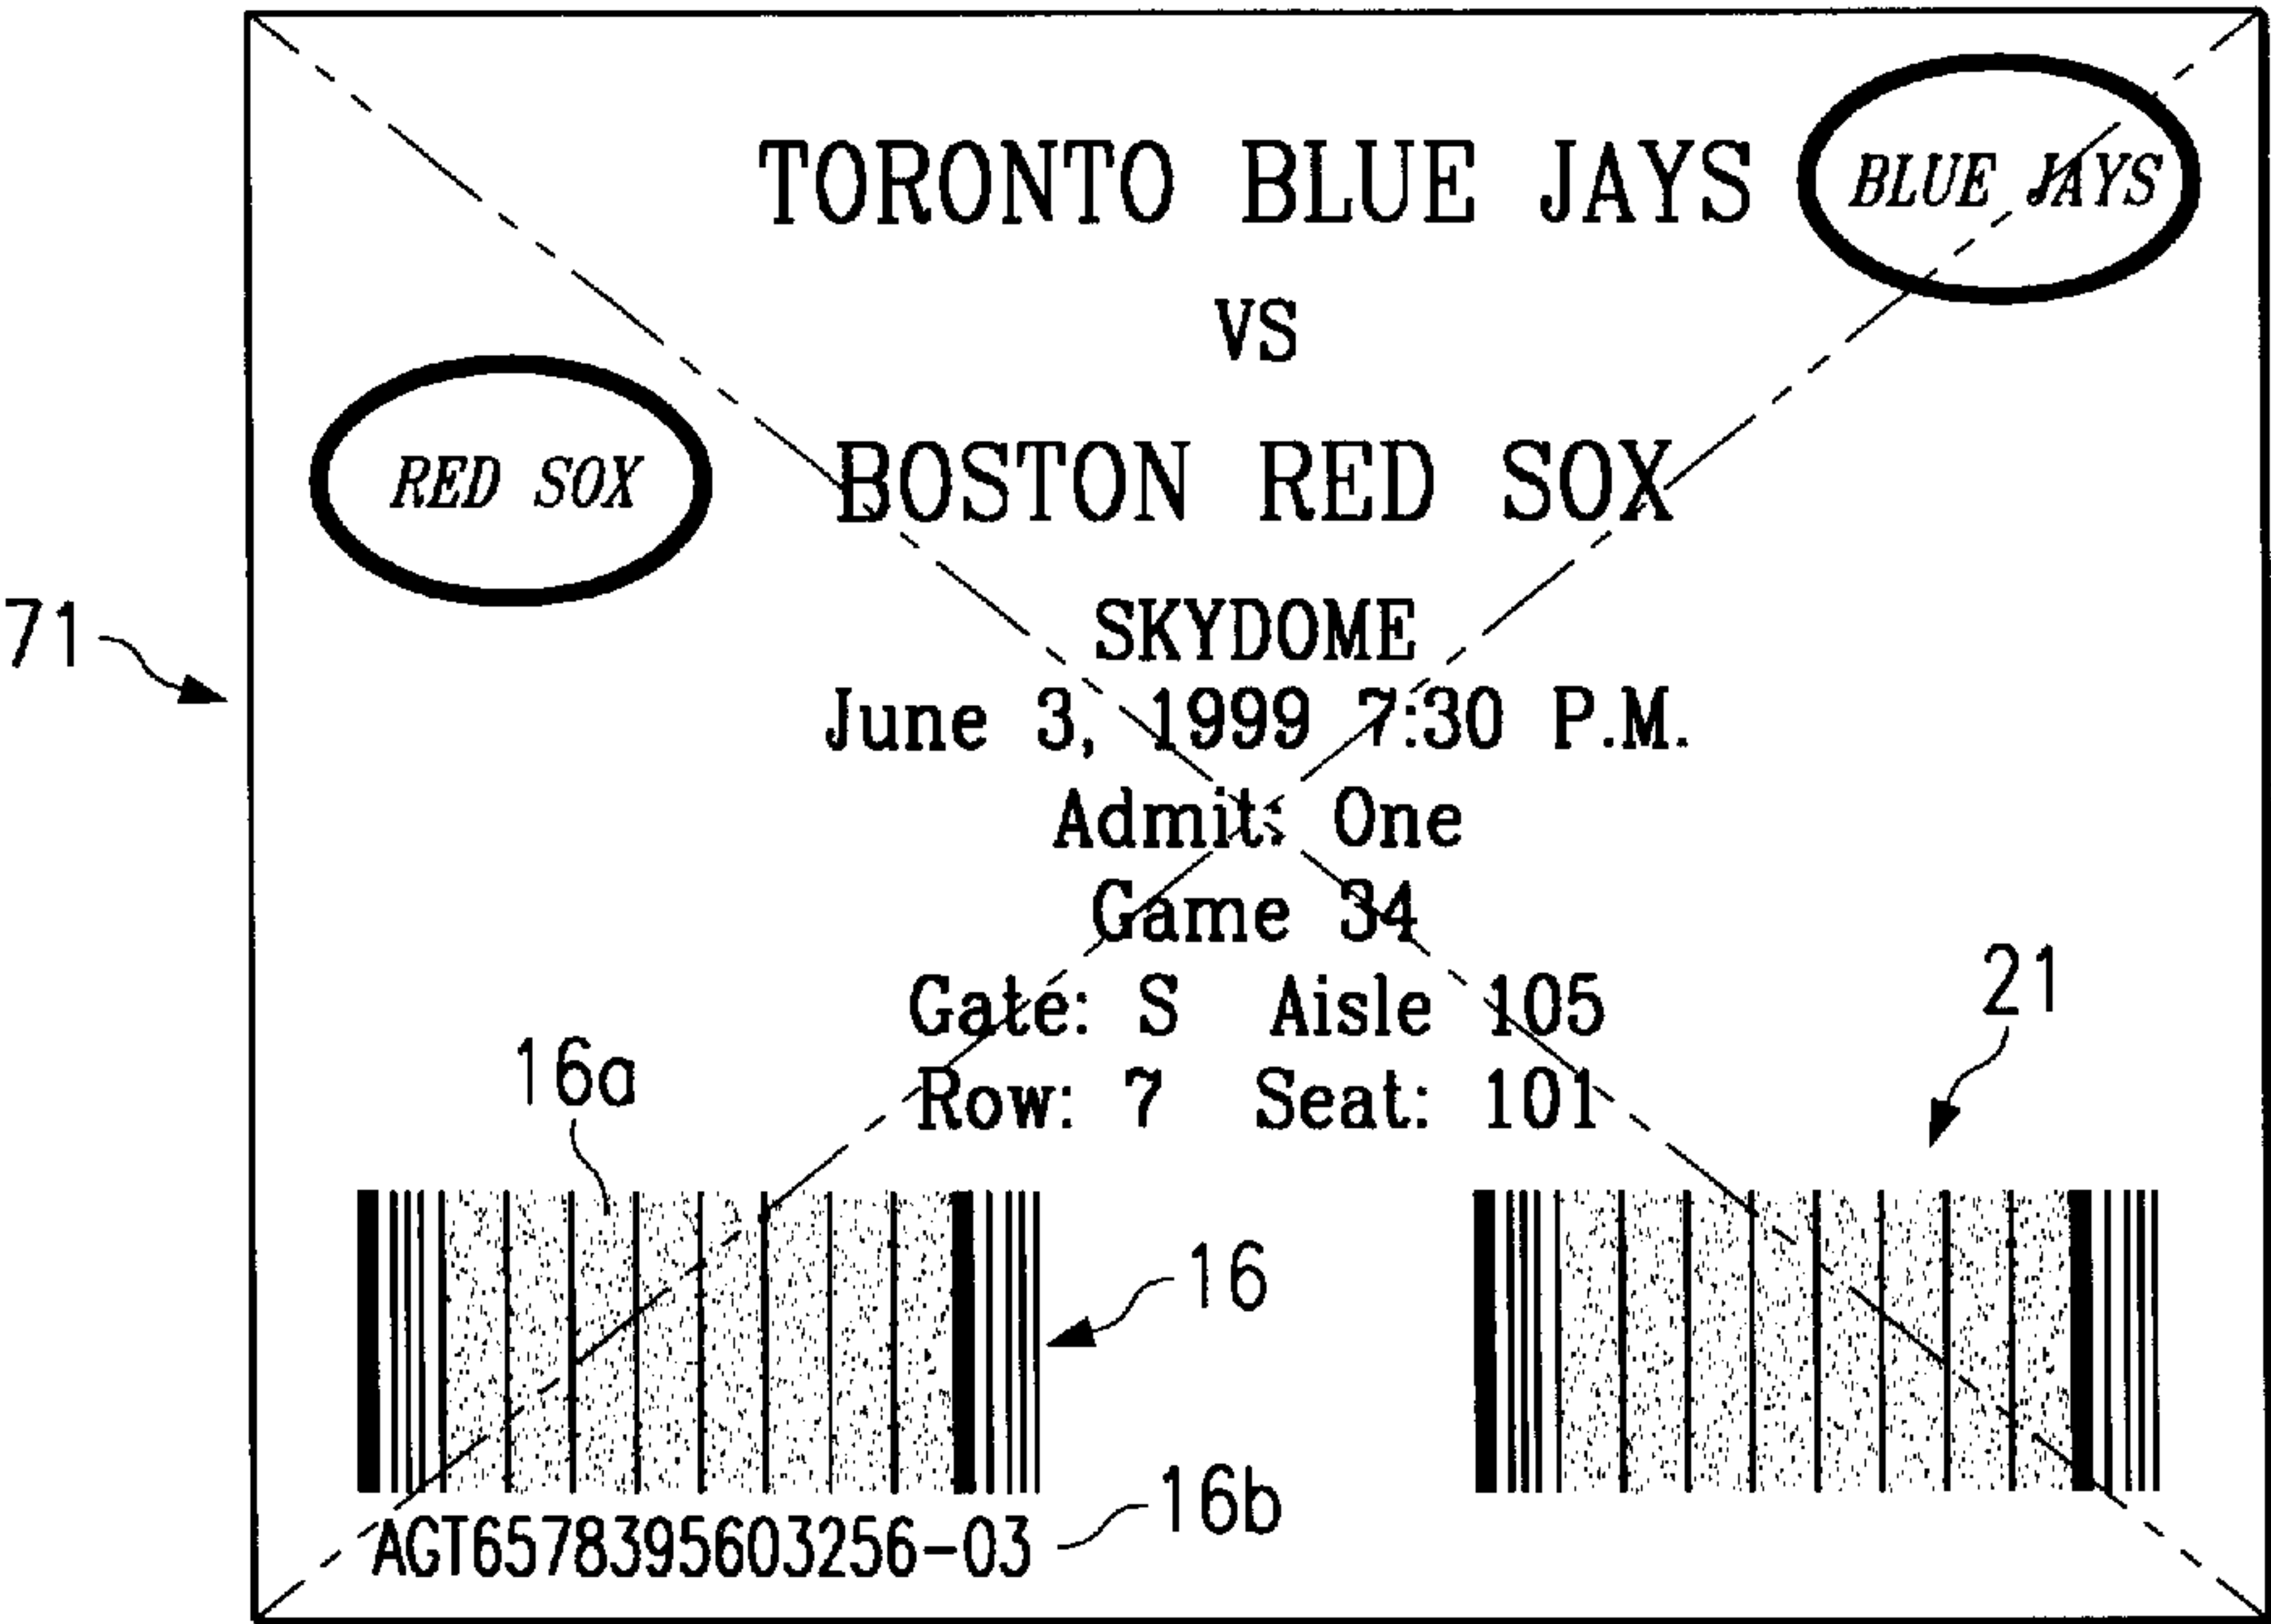 TORONTO BLUE JAYS
BLUE JAYS
VS
RED SOX
BOSTON RED SOX
SKYDOME
71
June 3, 1999 7:30 P.M.
Admit: One
Game 34
Gate: S Aisle 105
21
16a
Row: 7 Seat: 101
16
16b
AGT6578395603256-03